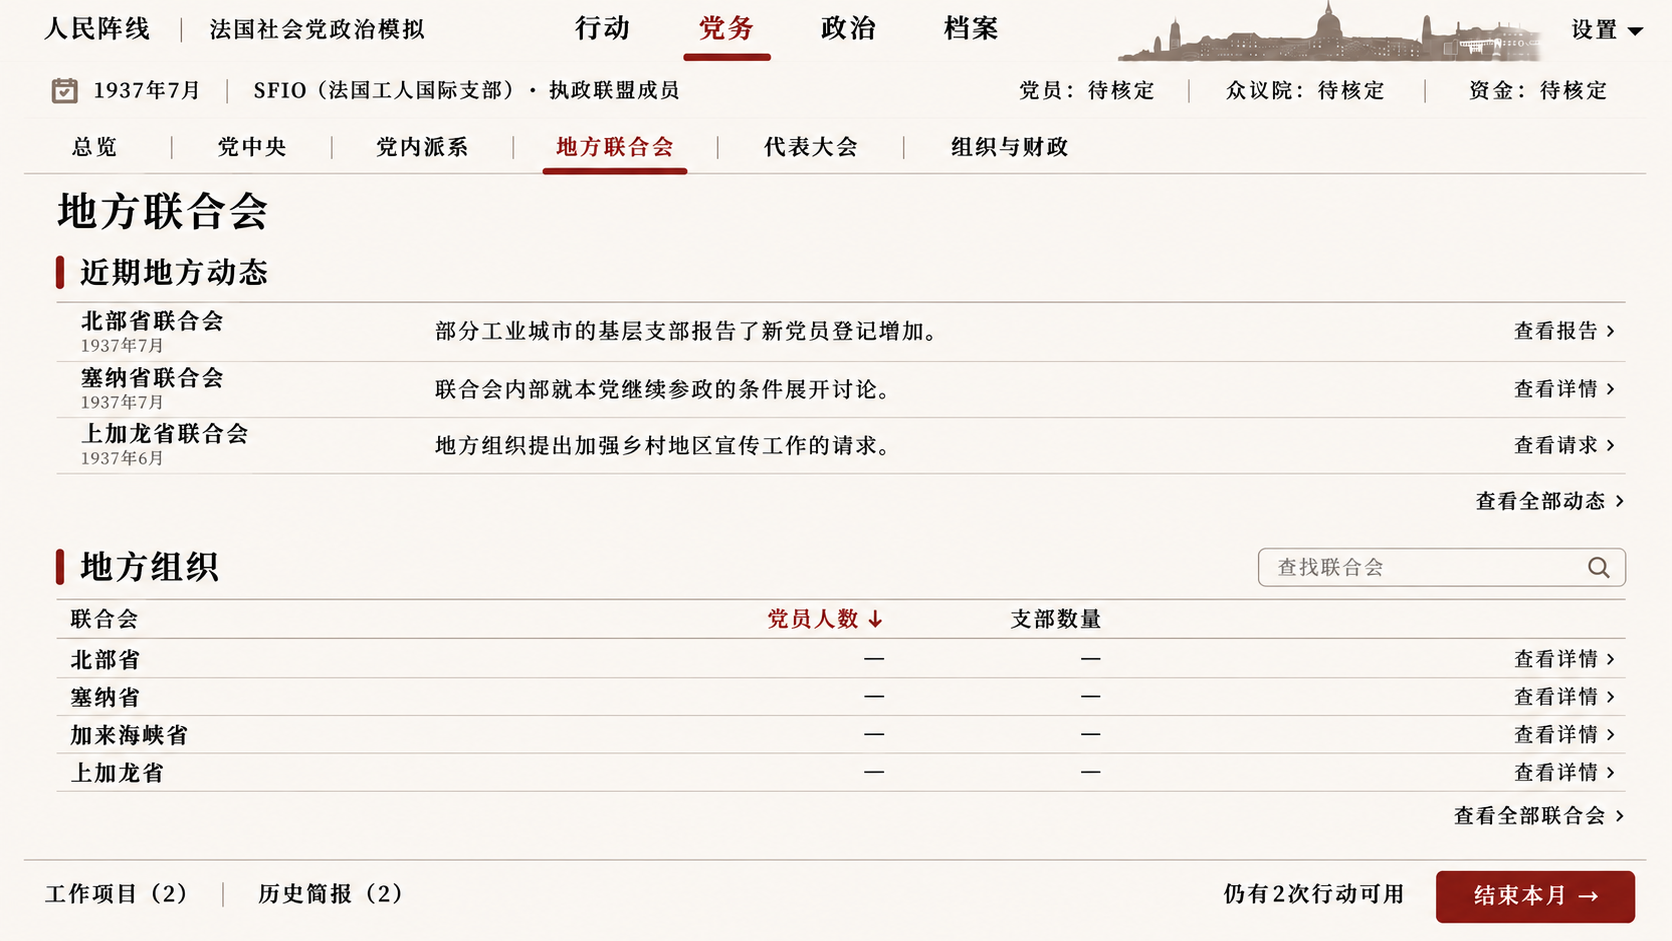 人民阵线 | 法国社会党政治模拟 行动 党务 政治 档案 设置
1937年7月 | SFIO（法国工人国际支部）· 执政联盟成员 党员：待核定 | 众议院：待核定 | 资金：待核定
总览 | 党中央 | 党内派系 | 地方联合会 | 代表大会 | 组织与财政
地方联合会
近期地方动态
北部省联合会
1937年7月
部分工业城市的基层支部报告了新党员登记增加。 查看报告 ›
塞纳省联合会
1937年7月
联合会内部就本党继续参政的条件展开讨论。 查看详情 ›
上加龙省联合会
1937年6月
地方组织提出加强乡村地区宣传工作的请求。 查看请求 ›
查看全部动态 ›
地方组织 查找联合会
联合会 党员人数 ↓ 支部数量
北部省 — — 查看详情 ›
塞纳省 — — 查看详情 ›
加来海峡省 — — 查看详情 ›
上加龙省 — — 查看详情 ›
查看全部联合会 ›
工作项目（2） | 历史简报（2） 仍有2次行动可用 结束本月 →